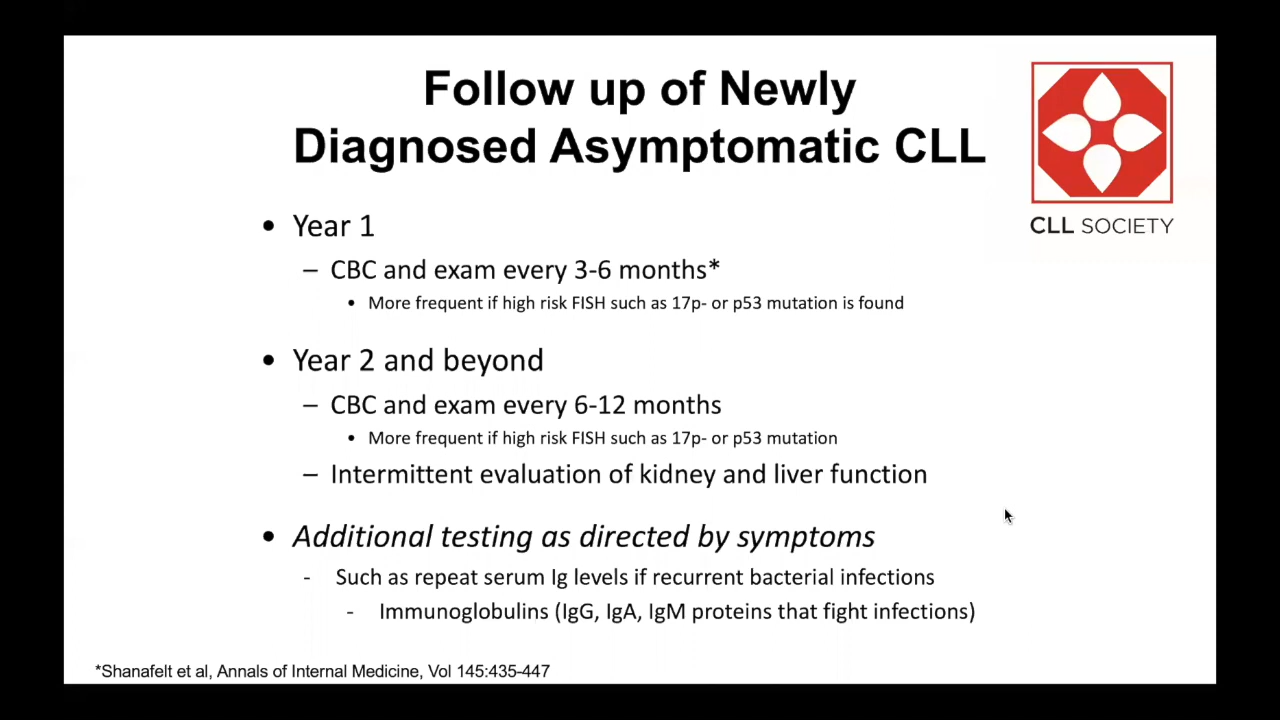 Follow up of Newly
Diagnosed Asymptomatic CLL
CLL SOCIETY
• Year 1
– CBC and exam every 3-6 months*
• More frequent if high risk FISH such as 17p- or p53 mutation is found
• Year 2 and beyond
– CBC and exam every 6-12 months
• More frequent if high risk FISH such as 17p- or p53 mutation
– Intermittent evaluation of kidney and liver function
• Additional testing as directed by symptoms
- Such as repeat serum Ig levels if recurrent bacterial infections
- Immunoglobulins (IgG, IgA, IgM proteins that fight infections)
*Shanafelt et al, Annals of Internal Medicine, Vol 145:435-447